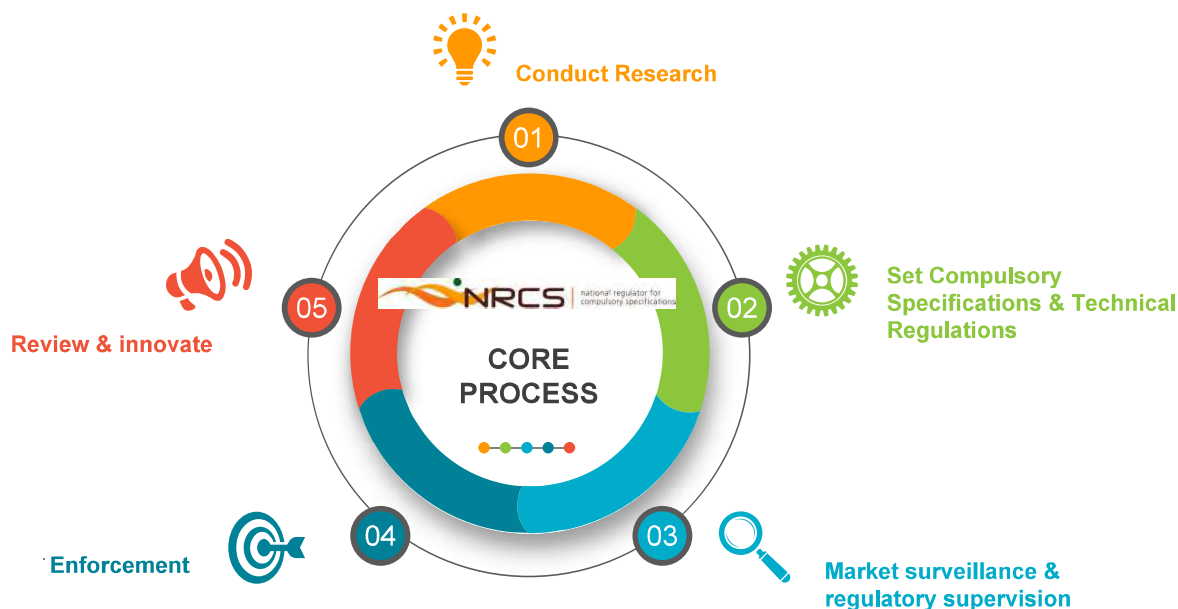 Conduct Research
01
02
Set Compulsory
Specifications & Technical
Regulations
05
Review & innovate
NRCS
national regulator for
compulsory specifications
CORE
PROCESS
04
Enforcement
03
Market surveillance &
regulatory supervision